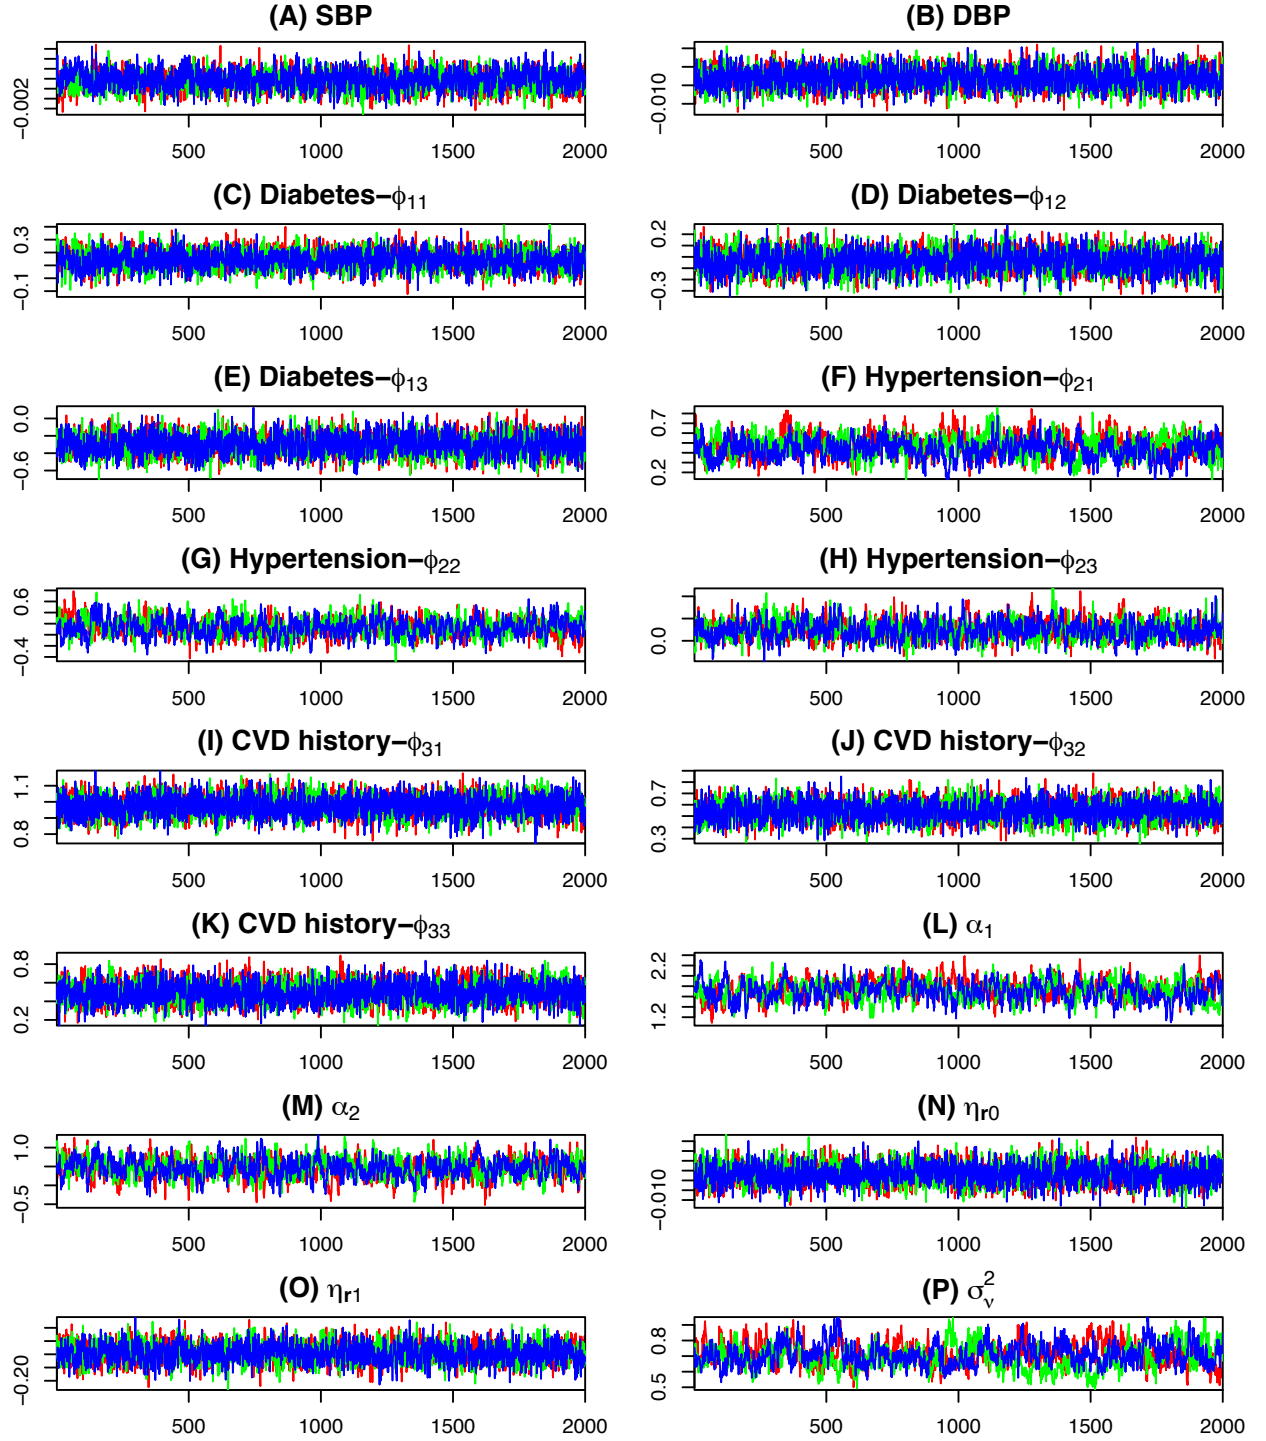 (A) SBP
−0.002
500 1000 1500 2000
(B) DBP
−0.010
500 1000 1500 2000
(C) Diabetes−ϕ11
−0.1 0.3
500 1000 1500 2000
(D) Diabetes−ϕ12
−0.3 0.2
500 1000 1500 2000
(E) Diabetes−ϕ13
−0.6 0.0
500 1000 1500 2000
(F) Hypertension−ϕ21
0.2 0.7
500 1000 1500 2000
(G) Hypertension−ϕ22
−0.4 0.6
500 1000 1500 2000
(H) Hypertension−ϕ23
0.0
500 1000 1500 2000
(I) CVD history−ϕ31
0.8 1.1
500 1000 1500 2000
(J) CVD history−ϕ32
0.3 0.7
500 1000 1500 2000
(K) CVD history−ϕ33
0.2 0.8
500 1000 1500 2000
(L) α1
1.2 2.2
500 1000 1500 2000
(M) α2
−0.5 1.0
500 1000 1500 2000
(N) ηr0
−0.010
500 1000 1500 2000
(O) ηr1
−0.20
500 1000 1500 2000
(P) σν2
0.5 0.8
500 1000 1500 2000